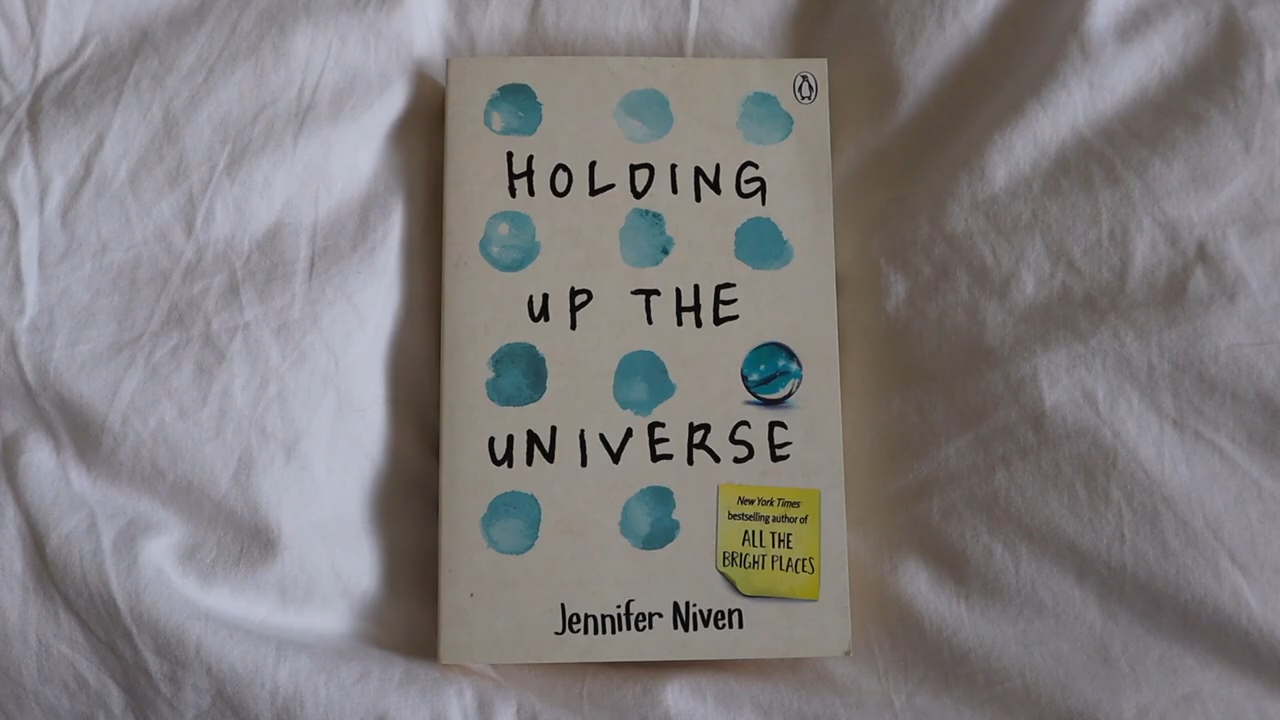 HOLDING
UP THE
UNIVERSE
New York Times
bestselling author of
ALL THE
BRIGHT PLACES
Jennifer Niven